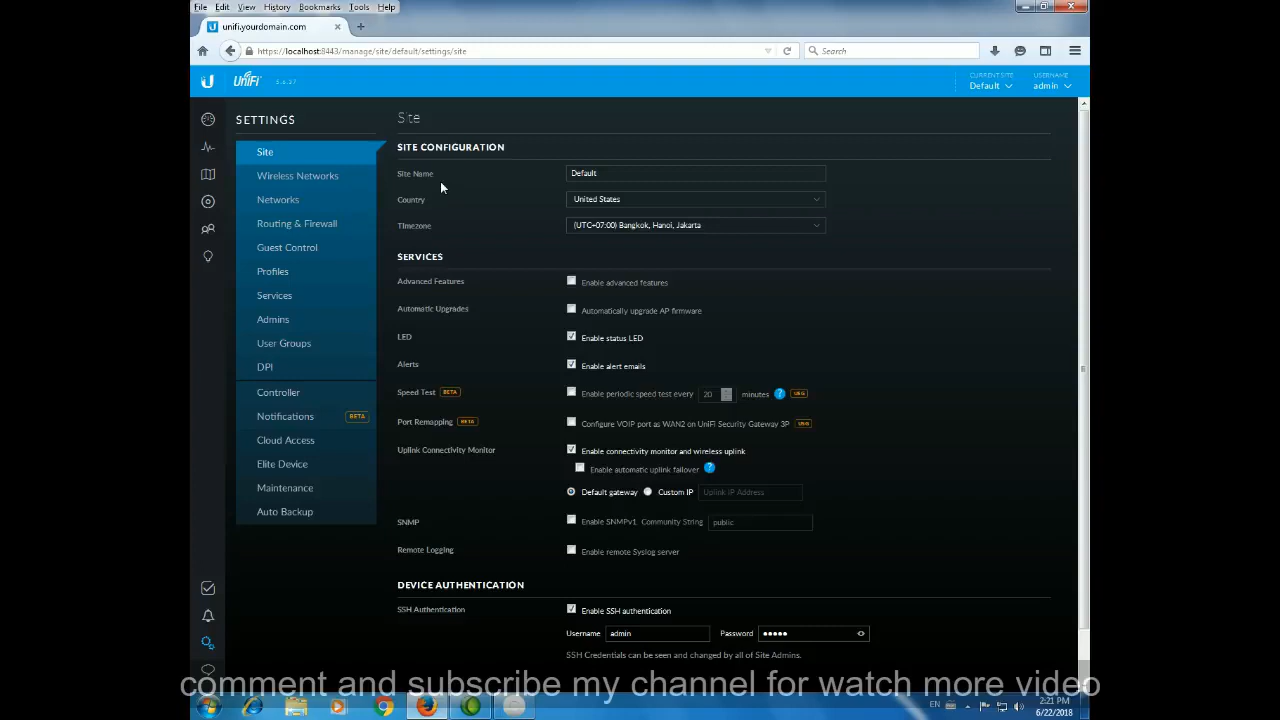 File Edit View History Bookmarks Tools Help
unifi.yourdomain.com
https://localhost:8443/manage/site/default/settings/site
Search
U UniFi
CURRENT SITE
Default
USERNAME
admin
SETTINGS
Site
Wireless Networks
Networks
Routing & Firewall
Guest Control
Profiles
Services
Admins
User Groups
DPI
Controller
Notifications BETA
Cloud Access
Elite Device
Maintenance
Auto Backup
Site
SITE CONFIGURATION
Site Name Default
Country United States
Timezone (UTC+07:00) Bangkok, Hanoi, Jakarta
SERVICES
Advanced Features Enable advanced features
Automatic Upgrades Automatically upgrade AP firmware
LED Enable status LED
Alerts Enable alert emails
Speed Test BETA Enable periodic speed test every 20 minutes ? USG
Port Remapping BETA Configure VOIP port as WAN2 on UniFi Security Gateway 3P USG
Uplink Connectivity Monitor Enable connectivity monitor and wireless uplink
Enable automatic uplink failover ?
Default gateway Custom IP Uplink IP Address
SNMP Enable SNMPv1 Community String public
Remote Logging Enable remote Syslog server
DEVICE AUTHENTICATION
SSH Authentication Enable SSH authentication
Username admin Password •••••
SSH Credentials can be seen and changed by all of Site Admins.
comment and subscribe my channel for watch more video
EN
2:21 PM
6/22/2018